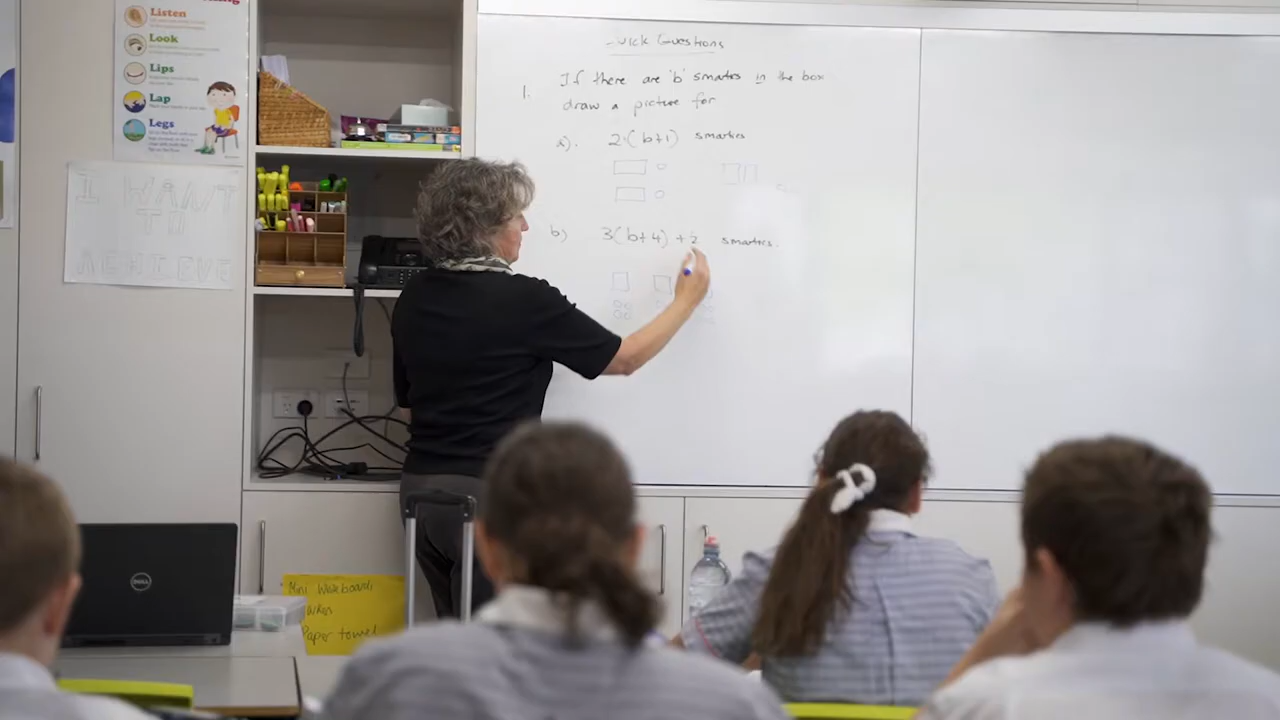 Listen
Look
Lips
Lap
Legs
I WANT
TO
ACHIEVE
Quick Questions
1. If there are 'b' smarties in the box
draw a picture for
a). 2(b+1) smarties
b) 3(b+4) +2 smarties.
DELL
Mini Whiteboard
Paper towel